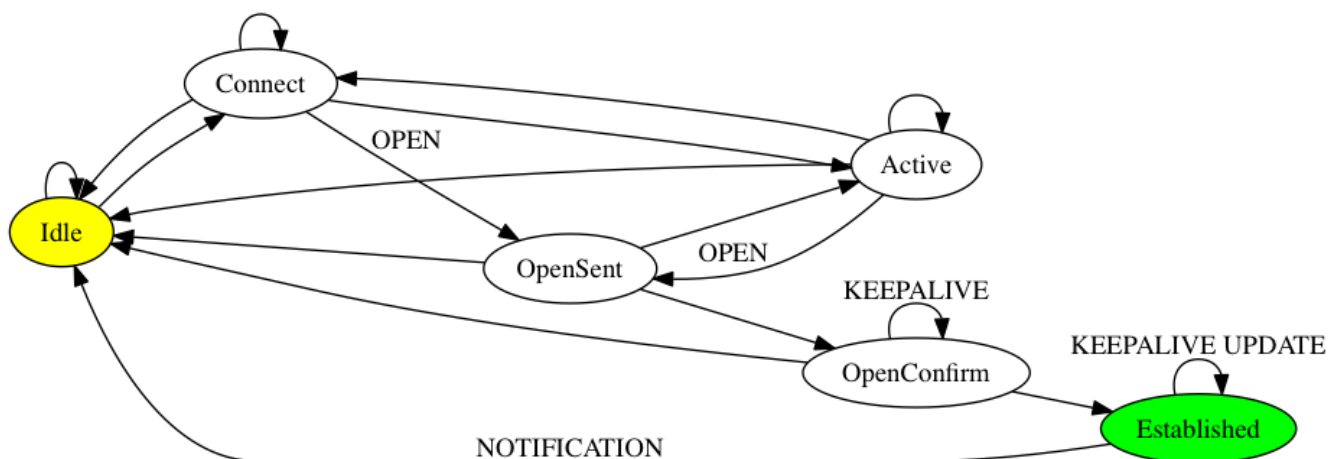 Connect
OPEN
Active
Idle
OPEN
OpenSent
KEEPALIVE
KEEPALIVE UPDATE
OpenConfirm
Established
NOTIFICATION